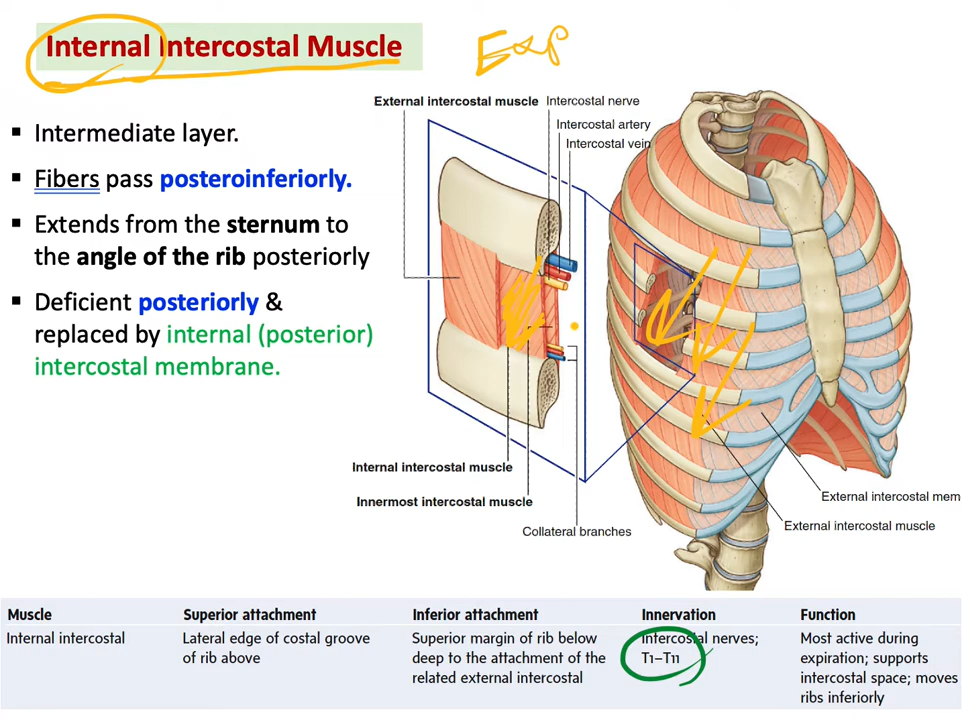 Internal Intercostal Muscle
Exp
▪ Intermediate layer.
▪ Fibers pass posteroinferiorly.
▪ Extends from the sternum to
the angle of the rib posteriorly
▪ Deficient posteriorly &
replaced by internal (posterior)
intercostal membrane.
External intercostal muscle
Intercostal nerve
Intercostal artery
Intercostal vein
Internal intercostal muscle
Innermost intercostal muscle
Collateral branches
External intercostal mem
External intercostal muscle
Muscle Superior attachment Inferior attachment Innervation Function
Internal intercostal Lateral edge of costal groove Superior margin of rib below Intercostal nerves; Most active during
of rib above deep to the attachment of the T1–T11 expiration; supports
related external intercostal intercostal space; moves
ribs inferiorly